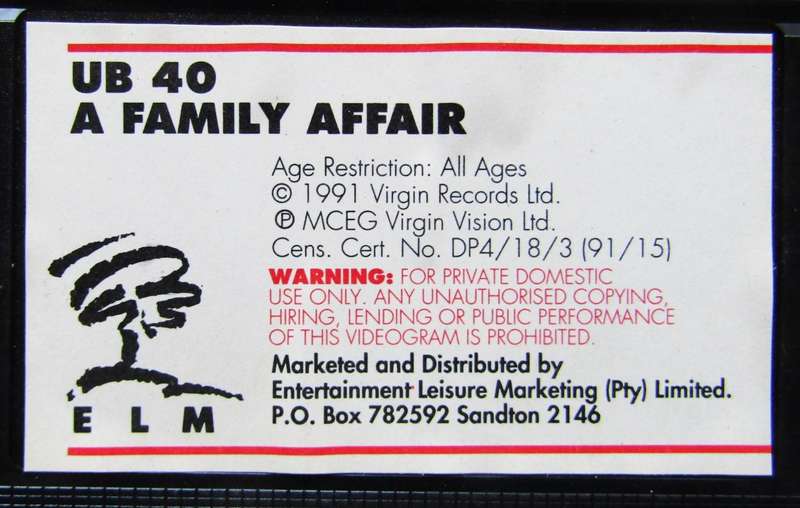 UB 40
A FAMILY AFFAIR
Age Restriction: All Ages
© 1991 Virgin Records Ltd.
℗ MCEG Virgin Vision Ltd.
Cens. Cert. No. DP4/18/3 (91/15)
WARNING: FOR PRIVATE DOMESTIC
USE ONLY. ANY UNAUTHORISED COPYING,
HIRING, LENDING OR PUBLIC PERFORMANCE
OF THIS VIDEOGRAM IS PROHIBITED.
Marketed and Distributed by
Entertainment Leisure Marketing (Pty) Limited.
P.O. Box 782592 Sandton 2146
E L M